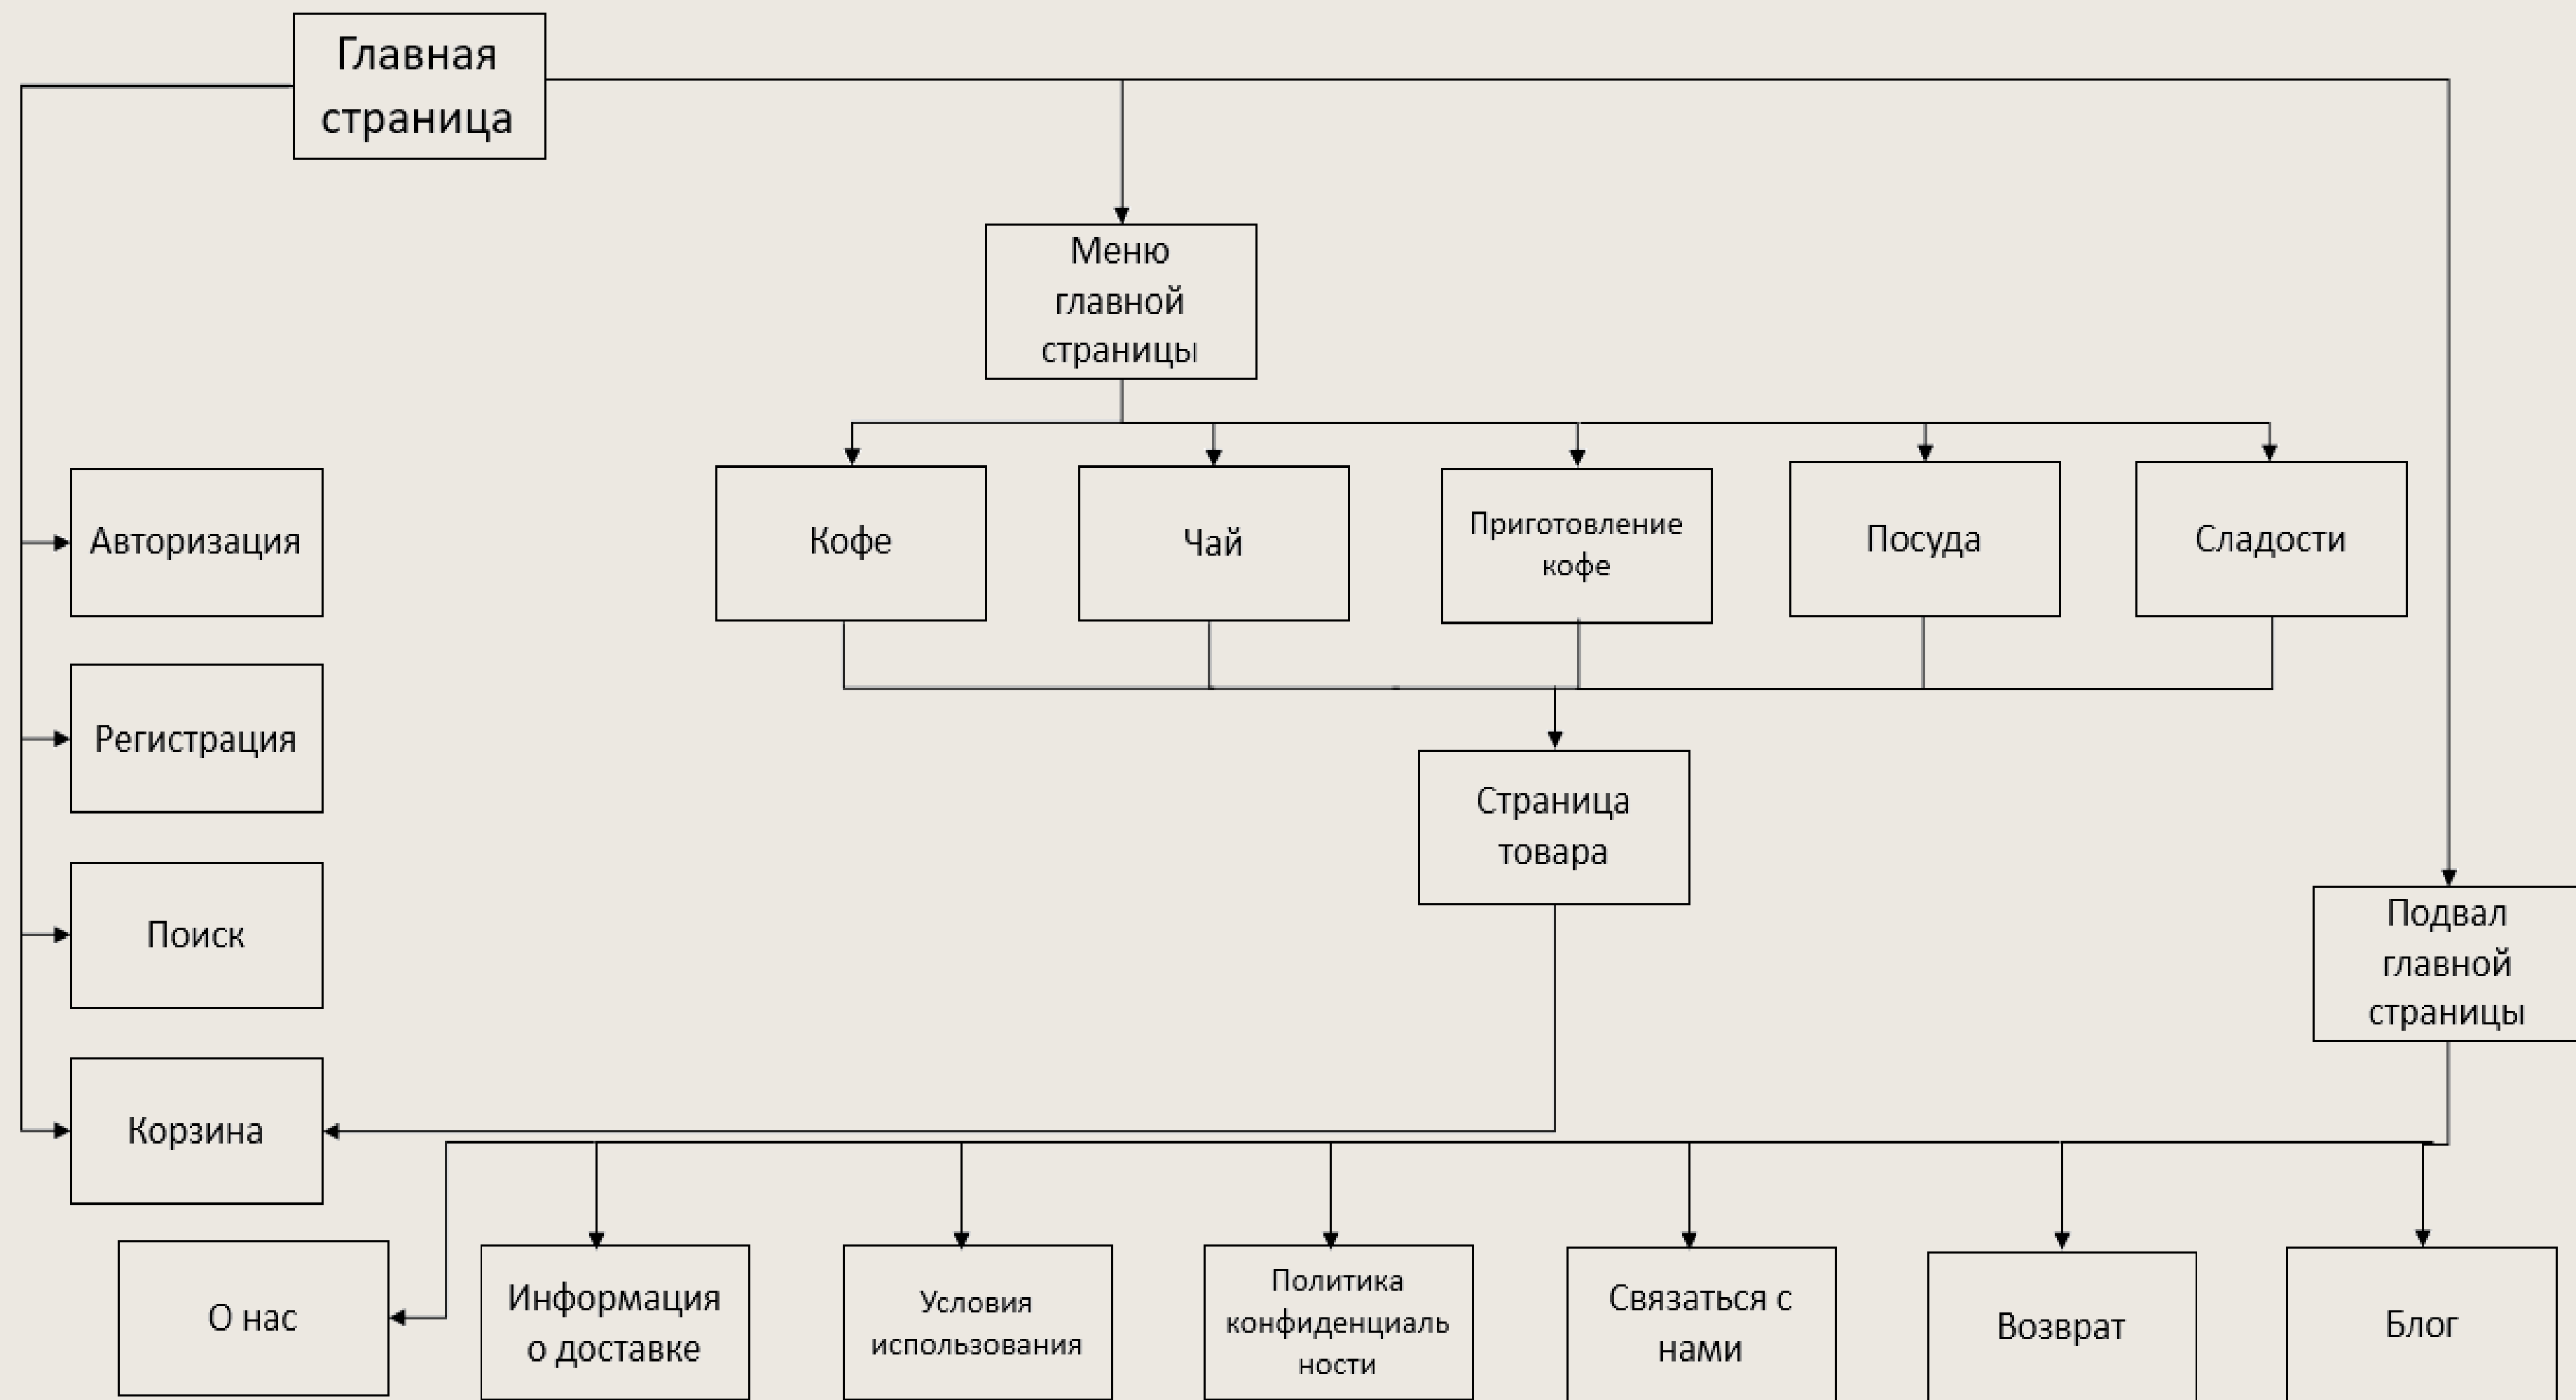 Главная
страница
Меню
главной
страницы
Авторизация
Кофе
Чай
Приготовление
кофе
Посуда
Сладости
Регистрация
Страница
товара
Поиск
Подвал
главной
страницы
Корзина
О нас
Информация
о доставке
Условия
использования
Политика
конфиденциаль
ности
Связаться с
нами
Возврат
Блог